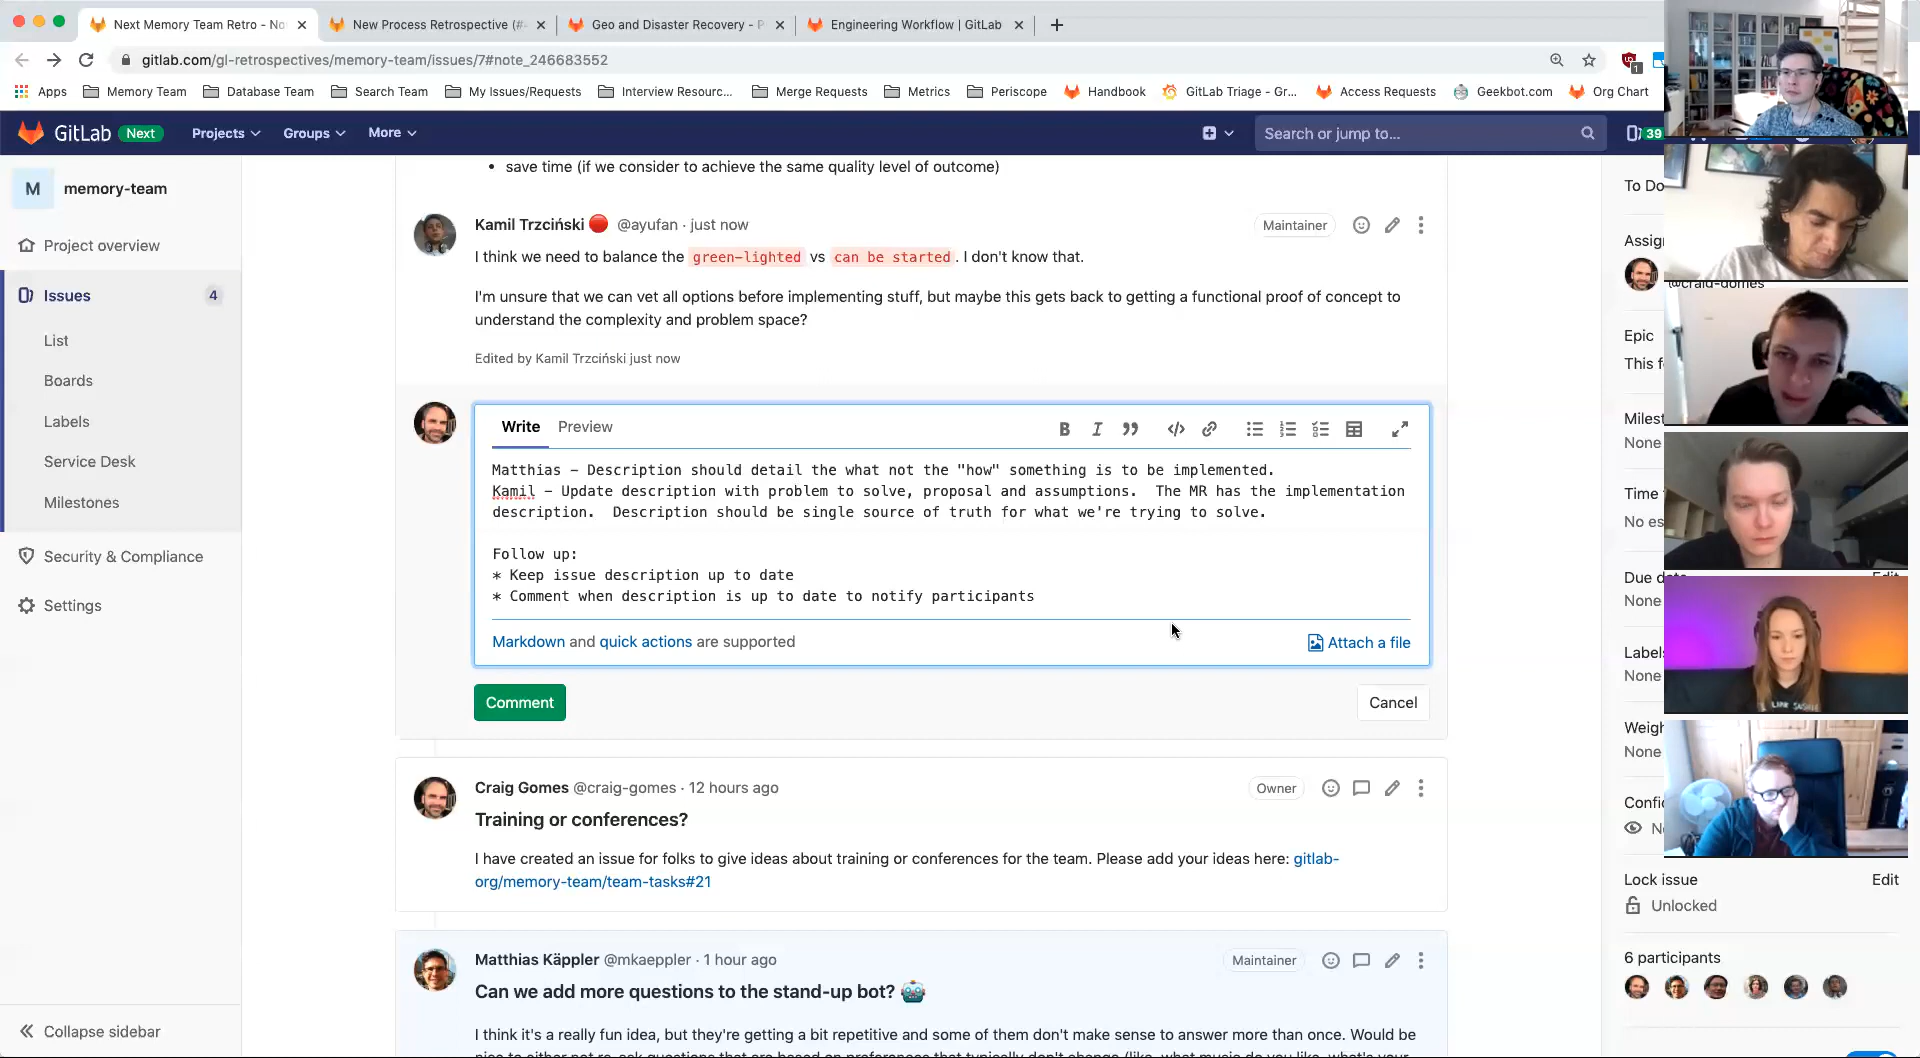 Next Memory Team Retro - No
New Process Retrospective (#
Geo and Disaster Recovery - P
Engineering Workflow | GitLab
gitlab.com/gl-retrospectives/memory-team/issues/7#note_246683552
Apps
Memory Team
Database Team
Search Team
My Issues/Requests
Interview Resourc...
Merge Requests
Metrics
Periscope
Handbook
GitLab Triage - Gr...
Access Requests
Geekbot.com
Org Chart
GitLab Next
Projects
Groups
More
Search or jump to...
39
M memory-team
Project overview
Issues 4
List
Boards
Labels
Service Desk
Milestones
Security & Compliance
Settings
Collapse sidebar
• save time (if we consider to achieve the same quality level of outcome)
Kamil Trzciński 🔴 @ayufan · just now
Maintainer
I think we need to balance the green-lighted vs can be started. I don't know that.
I'm unsure that we can vet all options before implementing stuff, but maybe this gets back to getting a functional proof of concept to
understand the complexity and problem space?
Edited by Kamil Trzciński just now
Write Preview
Matthias - Description should detail the what not the "how" something is to be implemented.
Kamil - Update description with problem to solve, proposal and assumptions.  The MR has the implementation
description.  Description should be single source of truth for what we're trying to solve.
Follow up:
* Keep issue description up to date
* Comment when description is up to date to notify participants
Markdown and quick actions are supported
Attach a file
Comment
Cancel
Craig Gomes @craig-gomes · 12 hours ago
Owner
Training or conferences?
I have created an issue for folks to give ideas about training or conferences for the team. Please add your ideas here: gitlab-
org/memory-team/team-tasks#21
Matthias Käppler @mkaeppler · 1 hour ago
Maintainer
Can we add more questions to the stand-up bot? 🤖
I think it's a really fun idea, but they're getting a bit repetitive and some of them don't make sense to answer more than once. Would be
To Do
Assig
@craig-gomes
Epic
This f
Milest
None
Time
No es
Due date
Edit
None
Labels
None
Weigh
None
Confi
Lock issue
Edit
Unlocked
6 participants